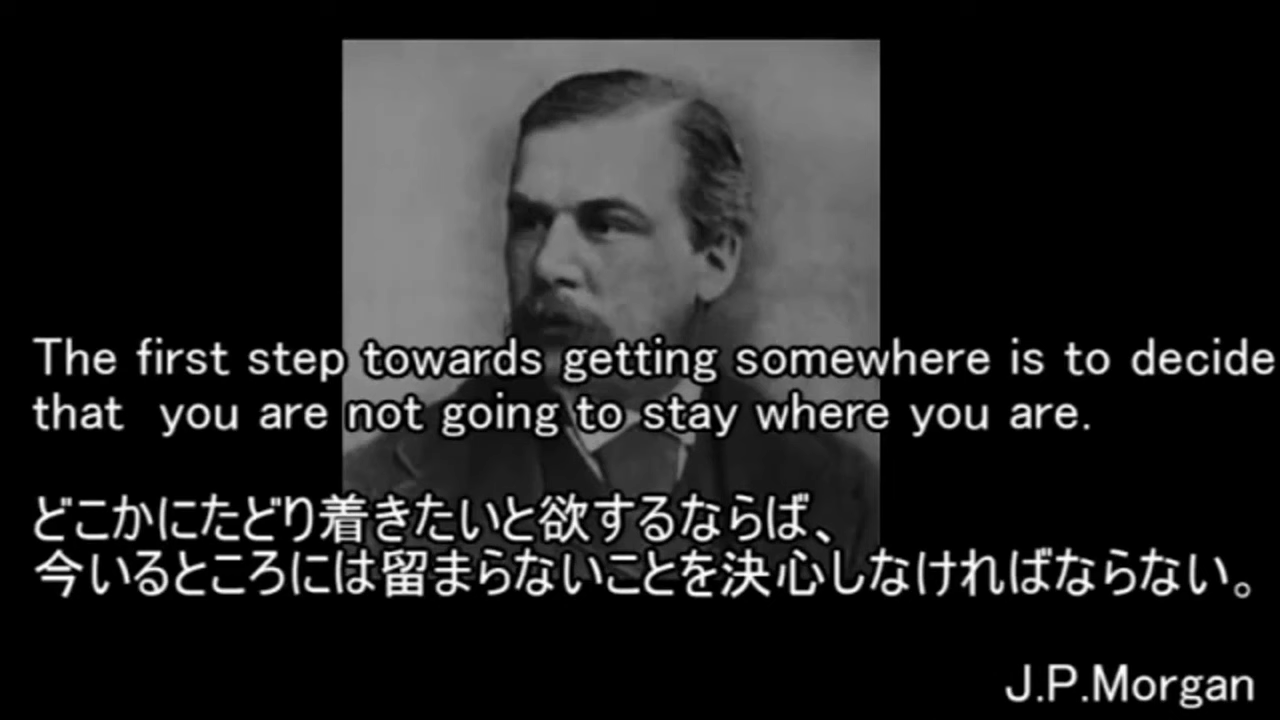 The first step towards getting somewhere is to decide
that you are not going to stay where you are.
どこかにたどり着きたいと欲するならば、
今いるところには留まらないことを決心しなければならない。
J.P.Morgan